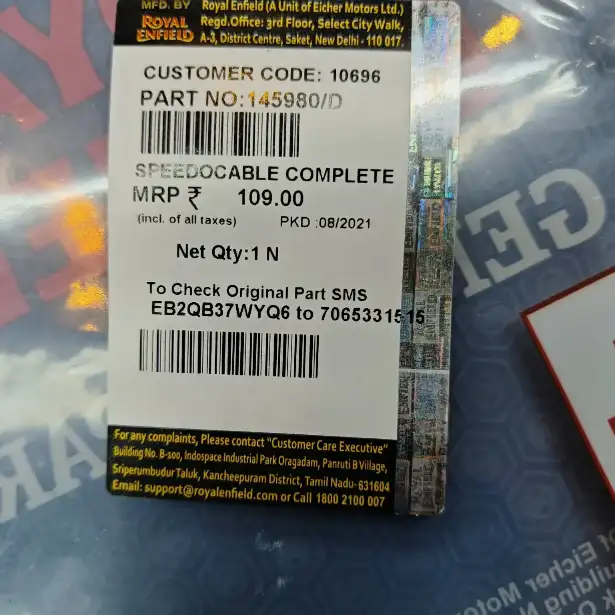 MFD. BY Royal Enfield (A Unit of Eicher Motors Ltd.)
ROYAL ENFIELD
Regd.Office: 3rd Floor, Select City Walk,
A-3, District Centre, Saket, New Delhi - 110 017.
CUSTOMER CODE: 10696
PART NO:145980/D
SPEEDOCABLE COMPLETE
MRP ₹ 109.00
(incl. of all taxes) PKD :08/2021
Net Qty:1 N
To Check Original Part SMS
EB2QB37WYQ6 to 7065331515
For any complaints, Please contact "Customer Care Executive"
Building No. B-100, Indospace Industrial Park Oragadam, Panruti B Village,
Sriperumbudur Taluk, Kancheepuram District, Tamil Nadu- 631604
Email: support@royalenfield.com or Call 1800 2100 007
of Eicher Motor